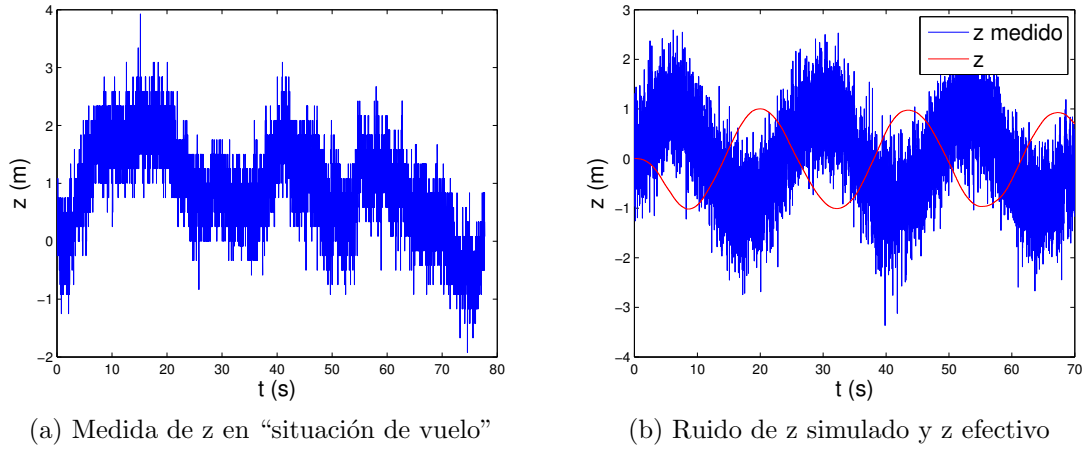 4
3
2
1
0
−1
−2
z (m)
0 10 20 30 40 50 60 70 80
t (s)
(a) Medida de z en “situación de vuelo”
3
2
1
0
−1
−2
−3
−4
z (m)
z medido
z
0 10 20 30 40 50 60 70
t (s)
(b) Ruido de z simulado y z efectivo